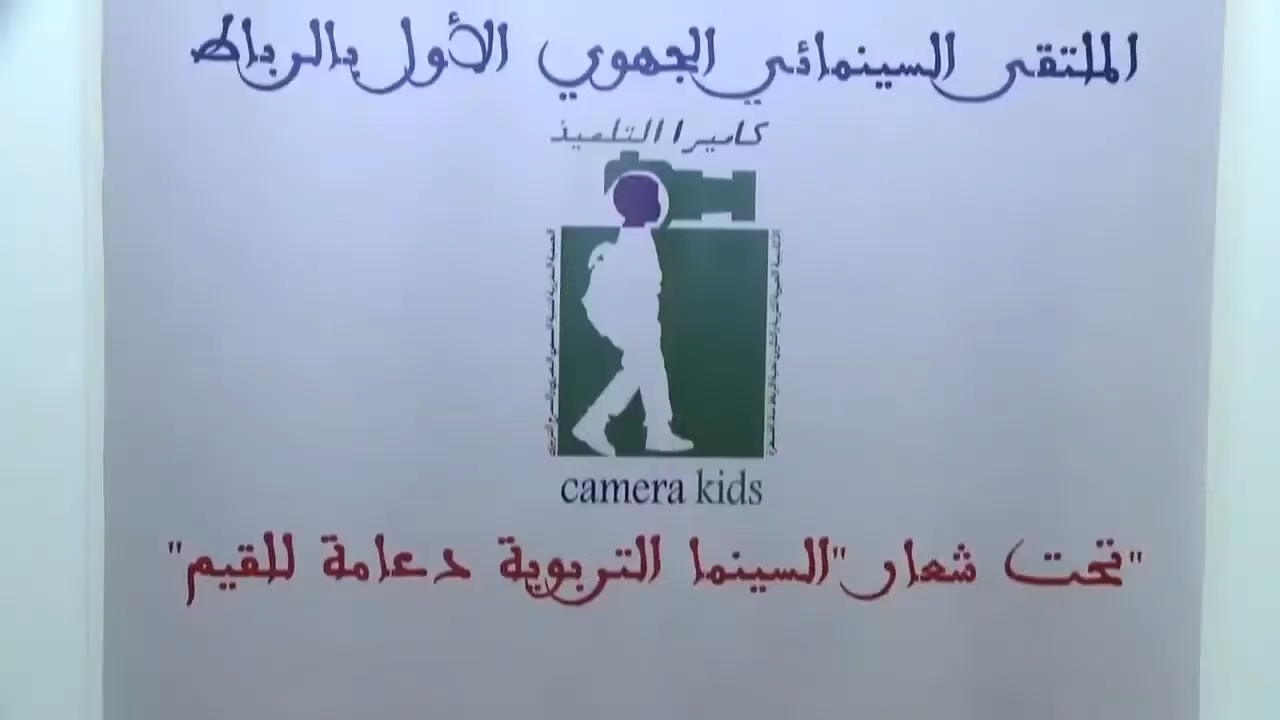 الملتقى السينمائي الجهوي الأول بالرباط
كاميرا التلميذ
camera kids
"تحت شعار "السينما التربوية دعامة للقيم"